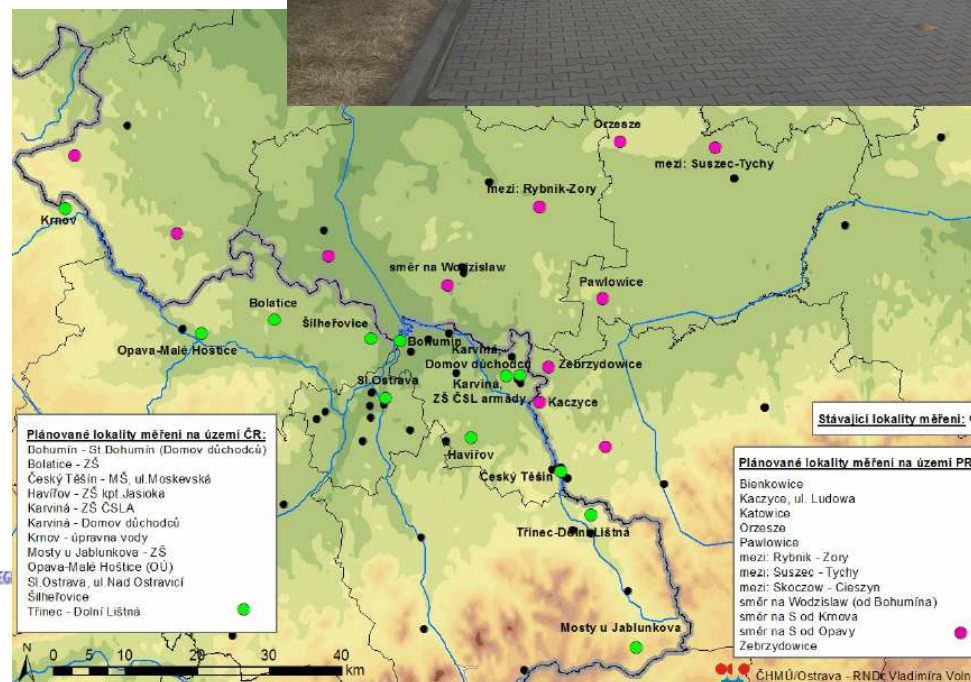 Orzesze
mezi: Suszec-Tychy
mezi: Rybnik-Zory
Krnov
směr na Wodzislaw
Pawlowice
Bolatice
Šilheřovice
Opava-Malé Hoštice
Bohumín
Karviná
Domov důchodců
Zebrzydowice
Karviná,
ZŠ ČSL armády
Kaczyce
Sl.Ostrava
Havířov
Český Těšín
Třinec-Dolní Lištná
Mosty u Jablunkova
Plánované lokality měření na území ČR:
Bohumín - St.Bohumín (Domov důchodců)
Bolatice - ZŠ
Český Těšín - MŠ, ul.Moskevská
Havířov - ZŠ kpt.Jasioka
Karviná - ZŠ ČSLA
Karviná - Domov důchodců
Krnov - úpravna vody
Mosty u Jablunkova - ZŠ
Opava-Malé Hoštice (OÚ)
Sl.Ostrava, ul.Nad Ostravicí
Šilheřovice
Třinec - Dolní Lištná
Stávající lokality měření:
Plánované lokality měření na území PR
Bienkowice
Kaczyce, ul. Ludowa
Katowice
Orzesze
Pawlowice
mezi: Rybnik - Zory
mezi: Suszec - Tychy
mezi: Skoczow - Cieszyn
směr na Wodzislaw (od Bohumína)
směr na S od Krnova
směr na S od Opavy
Zebrzydowice
N
0 5 10 20 30 40
km
ČHMÚ/Ostrava - RNDr.Vladimíra Voln